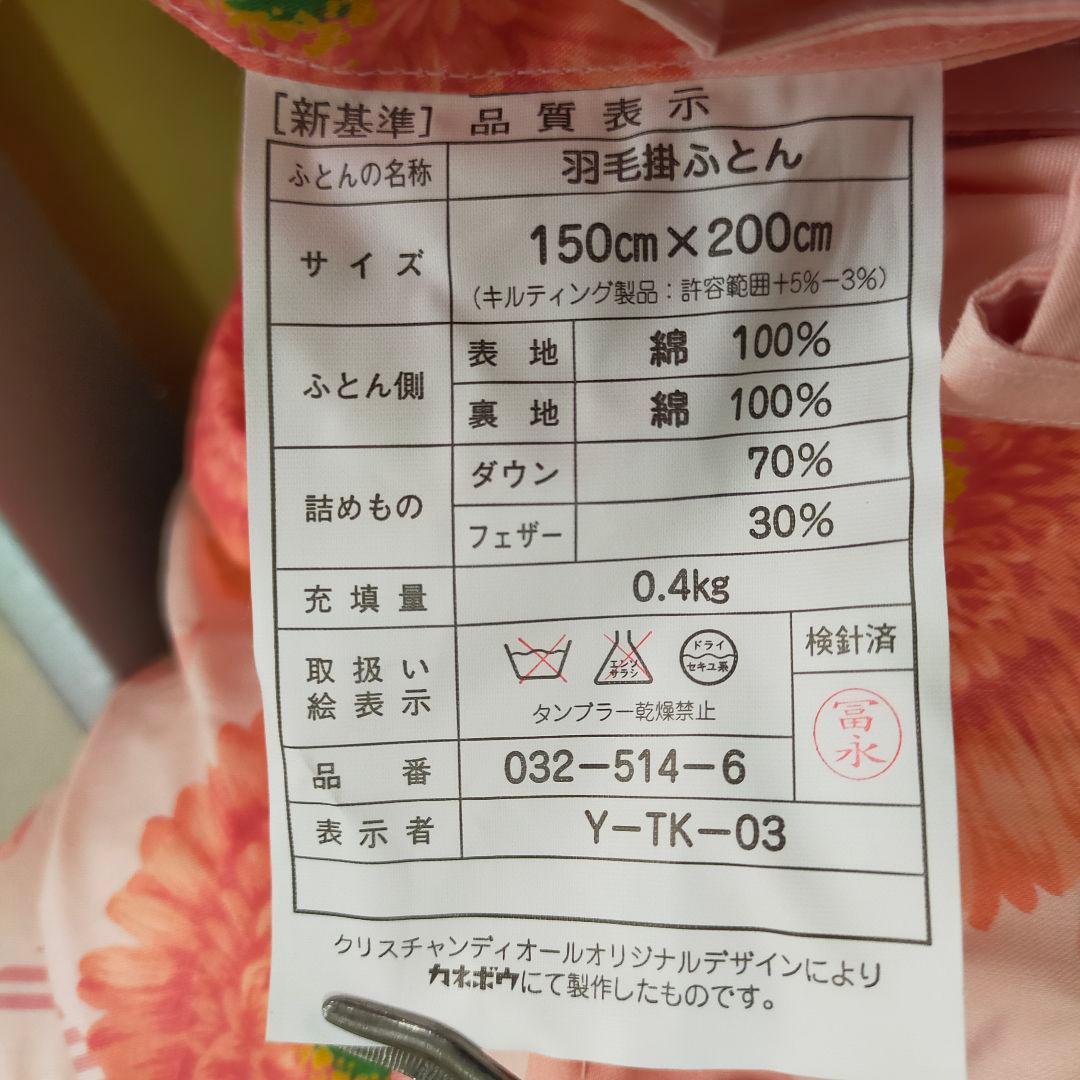 [新基準] 品質表示
ふとんの名称 羽毛掛ふとん
サイズ 150cm×200cm
(キルティング製品：許容範囲+5%-3%)
ふとん側 表地 綿 100%
裏地 綿 100%
詰めもの ダウン 70%
フェザー 30%
充填量 0.4kg
取扱い
絵表示
エンソ
サラシ
ドライ
セキユ系
タンブラー乾燥禁止
検針済
冨永
品番 032-514-6
表示者 Y-TK-03
クリスチャンディオールオリジナルデザインにより
カネボウにて製作したものです。